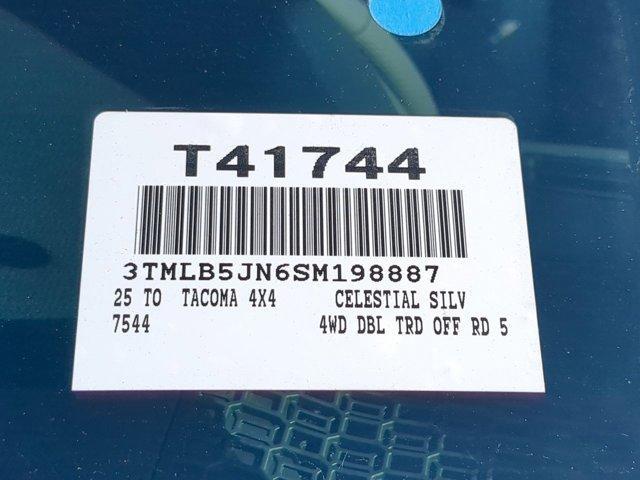 T41744
3TMLB5JN6SM198887
25 TO TACOMA 4X4 CELESTIAL SILV
7544 4WD DBL TRD OFF RD 5